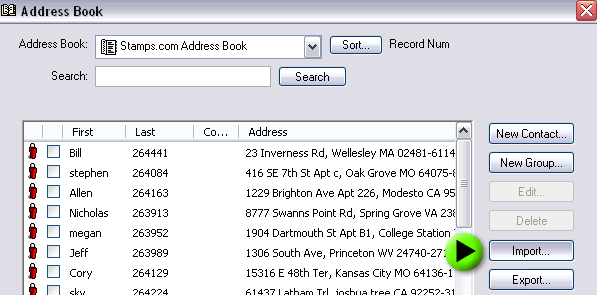 Address Book
Address Book: Stamps.com Address Book Sort... Record Num
Search: Search
First Last Co... Address
Bill 264441 23 Inverness Rd, Wellesley MA 02481-6114
stephen 264084 416 SE 7th St Apt c, Oak Grove MO 64075-8
Allen 264163 1229 Brighton Ave Apt 226, Modesto CA 95
Nicholas 263913 8777 Swanns Point Rd, Spring Grove VA 238
megan 263952 1904 Dartmouth St Apt B1, College Station
Jeff 263989 1306 South Ave, Princeton WV 24740-271
Cory 264129 15316 E 48th Ter, Kansas City MO 64136-1
sky 264224 61437 Latham Trl, joshua tree CA 92252-3
New Contact...
New Group...
Edit...
Delete
Import...
Export...